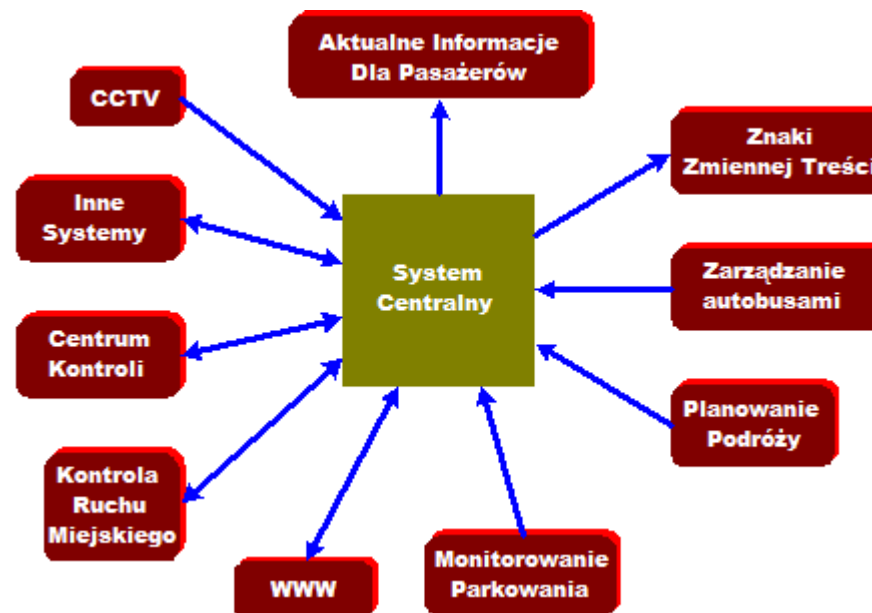 Aktualne Informacje
Dla Pasażerów
CCTV
Znaki
Zmiennej Treści
Inne
Systemy
System
Centralny
Zarządzanie
autobusami
Centrum
Kontroli
Planowanie
Podróży
Kontrola
Ruchu
Miejskiego
WWW
Monitorowanie
Parkowania